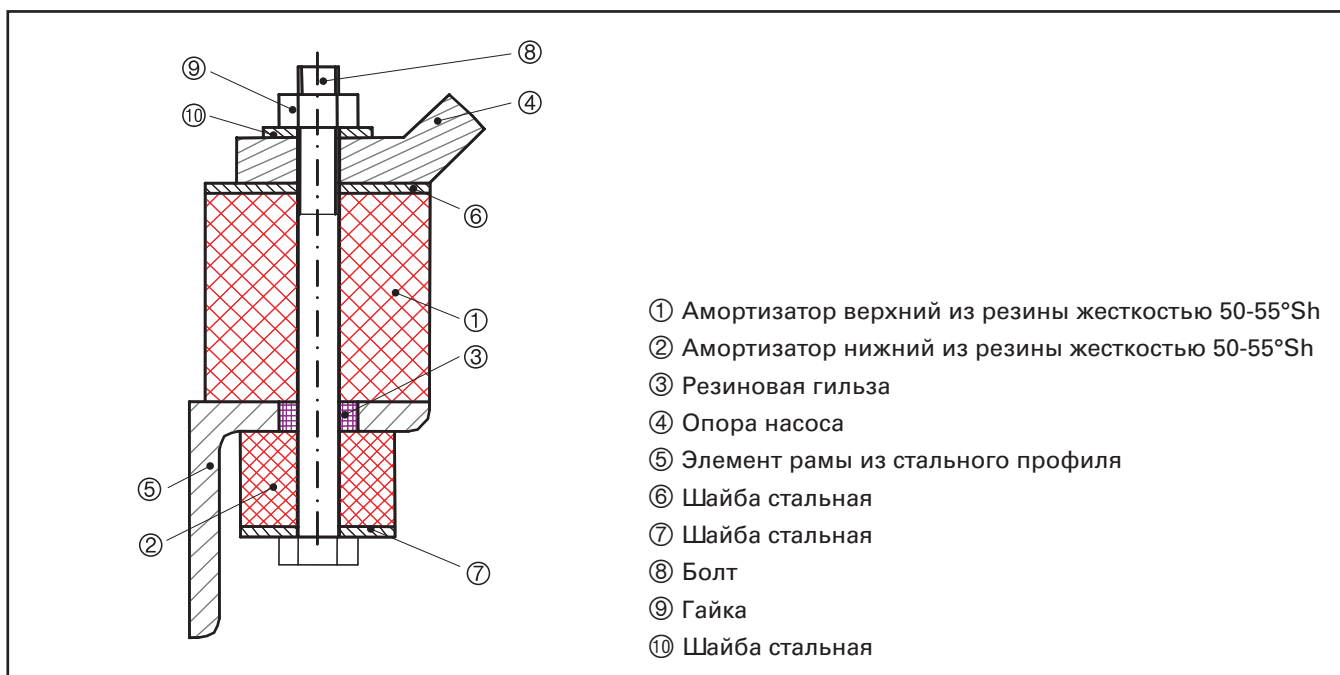 ⑧
⑨
④
⑩
⑥
①
③
⑤
②
⑦
① Амортизатор верхний из резины жесткостью 50-55°Sh
② Амортизатор нижний из резины жесткостью 50-55°Sh
③ Резиновая гильза
④ Опора насоса
⑤ Элемент рамы из стального профиля
⑥ Шайба стальная
⑦ Шайба стальная
⑧ Болт
⑨ Гайка
⑩ Шайба стальная